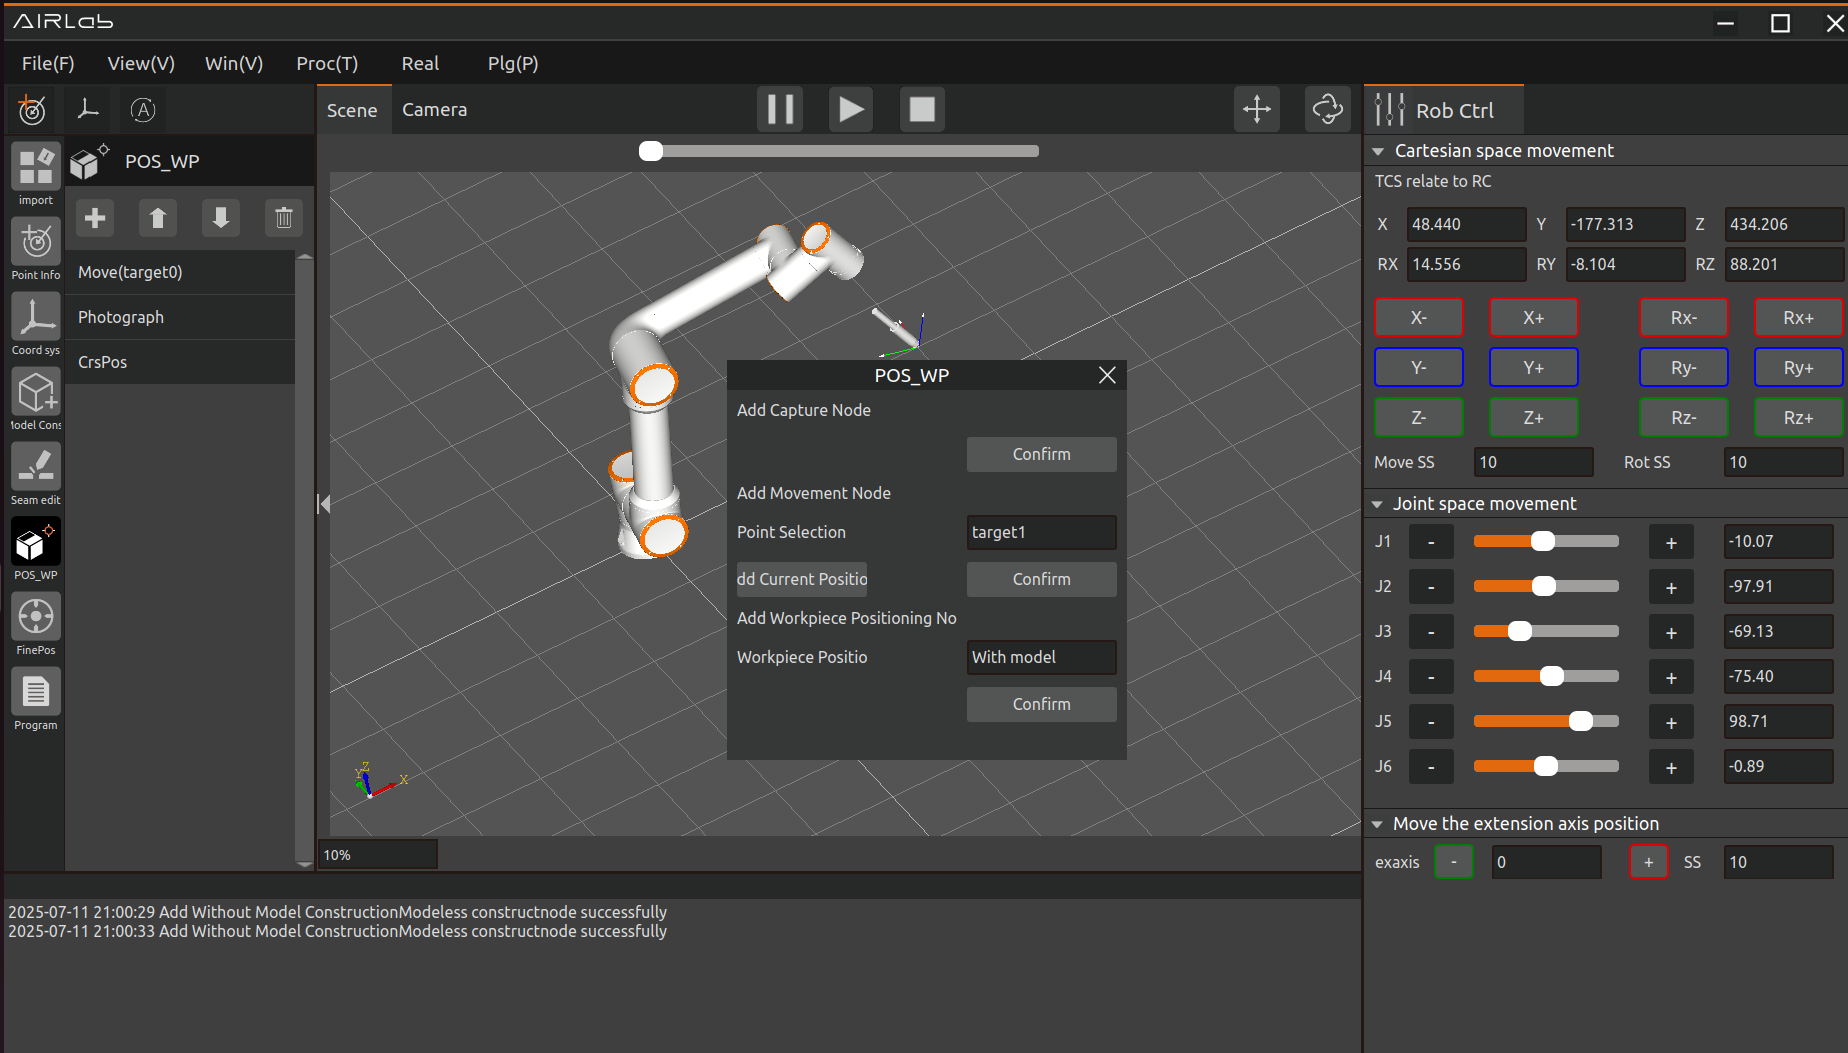 AIRLab
File(F) View(V) Win(V) Proc(T) Real Plg(P)
Scene Camera
Rob Ctrl
import
Point Info
Coord sys
Model Cons
Seam edit
POS_WP
FinePos
Program
POS_WP
Move(target0)
Photograph
CrsPos
X
Y
Z
10%
POS_WP
Add Capture Node
Confirm
Add Movement Node
Point Selection target1
dd Current Positio Confirm
Add Workpiece Positioning No
Workpiece Positio With model
Confirm
Cartesian space movement
TCS relate to RC
X 48.440 Y -177.313 Z 434.206
RX 14.556 RY -8.104 RZ 88.201
X- X+ Rx- Rx+
Y- Y+ Ry- Ry+
Z- Z+ Rz- Rz+
Move SS 10 Rot SS 10
Joint space movement
J1 - + -10.07
J2 - + -97.91
J3 - + -69.13
J4 - + -75.40
J5 - + 98.71
J6 - + -0.89
Move the extension axis position
exaxis - 0 + SS 10
2025-07-11 21:00:29 Add Without Model ConstructionModeless constructnode successfully
2025-07-11 21:00:33 Add Without Model ConstructionModeless constructnode successfully